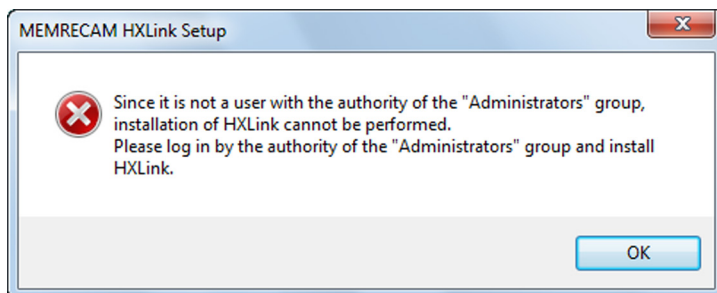 MEMRECAM HXLink Setup
Since it is not a user with the authority of the "Administrators" group,
installation of HXLink cannot be performed.
Please log in by the authority of the "Administrators" group and install
HXLink.
OK